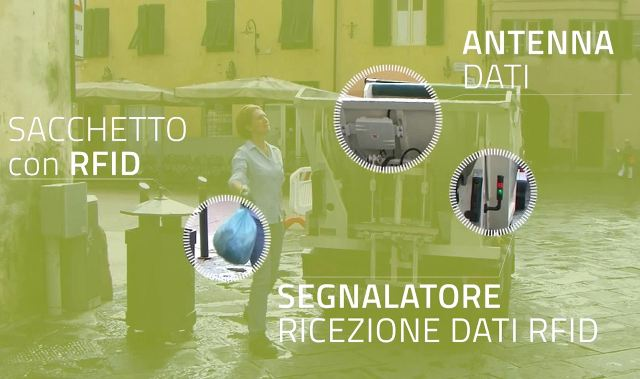 ANTENNA
DATI
SACCHETTO
con RFID
SEGNALATORE
RICEZIONE DATI RFID